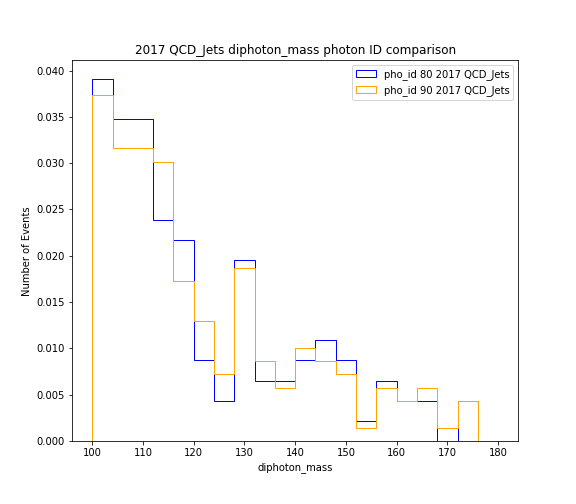 2017 QCD_Jets diphoton_mass photon ID comparison
pho_id 80 2017 QCD_Jets
pho_id 90 2017 QCD_Jets
Number of Events
0.040
0.035
0.030
0.025
0.020
0.015
0.010
0.005
0.000
100 110 120 130 140 150 160 170 180
diphoton_mass